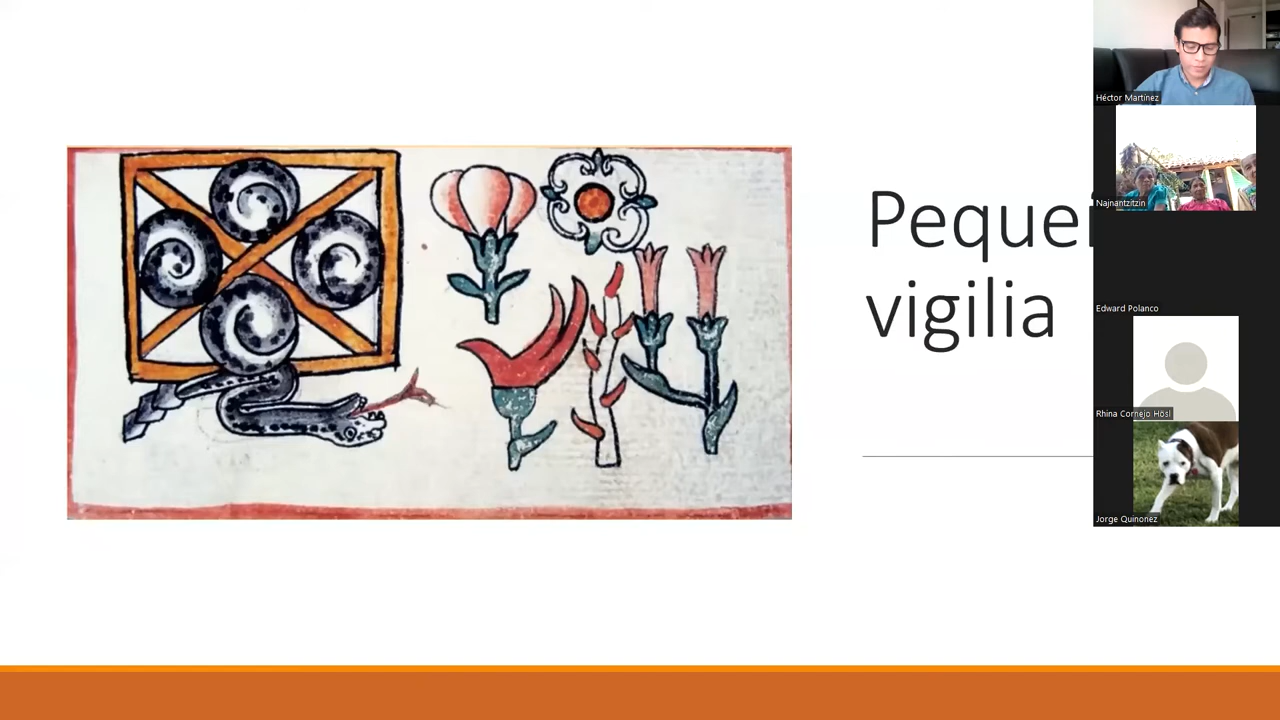 Peque
vigilia
Héctor Martínez
Najnantzitzin
Edward Polanco
Rhina Cornejo Hösl
Jorge Quinonez